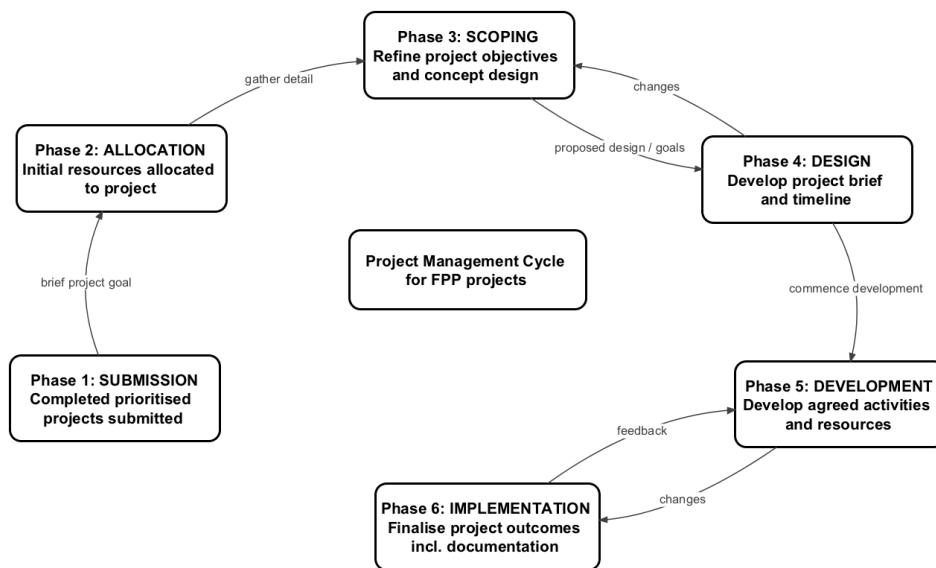 Phase 3: SCOPING
Refine project objectives
and concept design
gather detail
changes
Phase 2: ALLOCATION
Initial resources allocated
to project
proposed design / goals
Phase 4: DESIGN
Develop project brief
and timeline
Project Management Cycle
for FPP projects
brief project goal
commence development
Phase 1: SUBMISSION
Completed prioritised
projects submitted
Phase 5: DEVELOPMENT
Develop agreed activities
and resources
feedback
changes
Phase 6: IMPLEMENTATION
Finalise project outcomes
incl. documentation